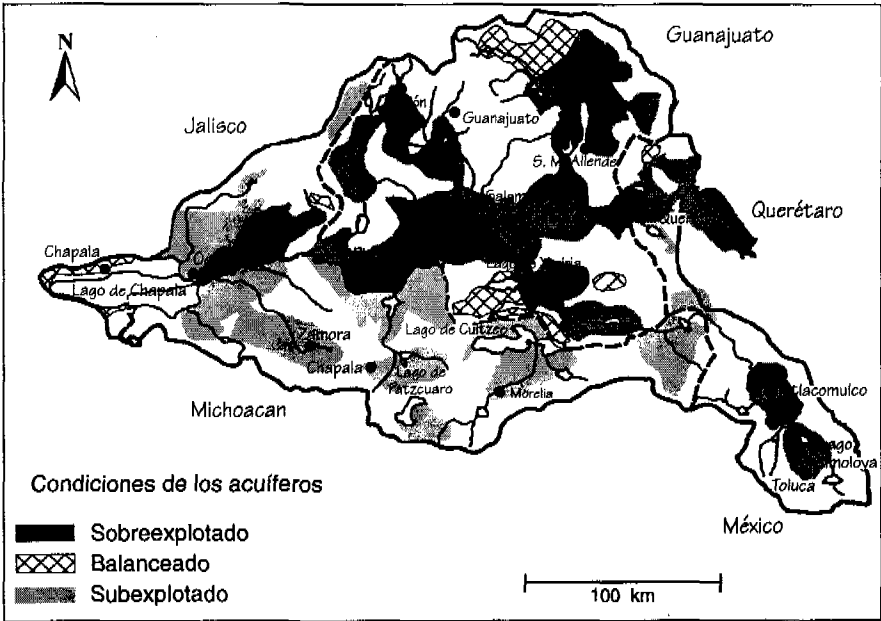 N
Guanajuato
Jalisco
Guanajuato
S. M. Allende
Querétaro
Chapala
Lago de Chapala
Lago de Cuitzeo
Zamora
Chapala
Lago de
Patzcuaro
Morelia
Michoacan
Toluca
México
Condiciones de los acuíferos
Sobreexplotado
Balanceado
Subexplotado
100 km